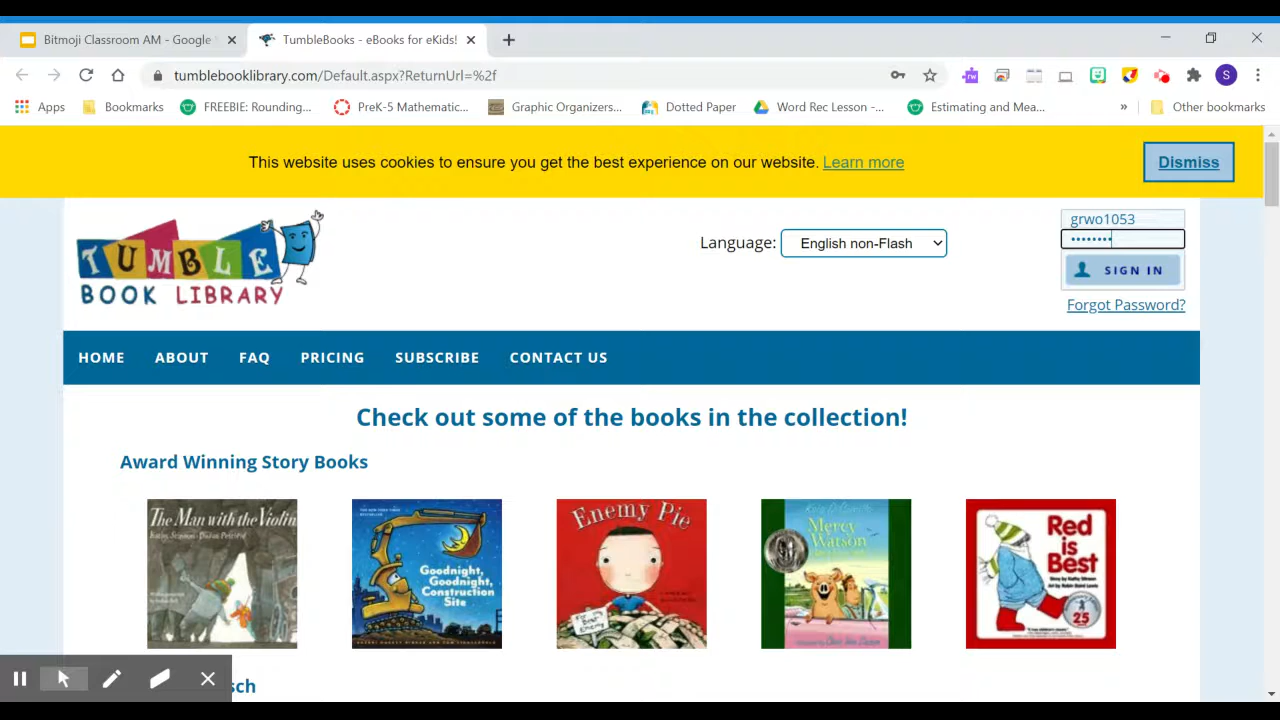 Bitmoji Classroom AM - Google
TumbleBooks - eBooks for eKids!
S
tumblebooklibrary.com/Default.aspx?ReturnUrl=%2f
Apps
Bookmarks
FREEBIE: Rounding...
PreK-5 Mathematic...
Graphic Organizers...
Dotted Paper
Word Rec Lesson -...
Estimating and Mea...
»
Other bookmarks
This website uses cookies to ensure you get the best experience on our website. Learn more
Dismiss
TUMBLE
BOOK LIBRARY
Language: English non-Flash
grwo1053
••••••••
SIGN IN
Forgot Password?
HOME ABOUT FAQ PRICING SUBSCRIBE CONTACT US
Check out some of the books in the collection!
Award Winning Story Books
The Man with the Violin
Goodnight,
Goodnight,
Construction
Site
Enemy Pie
Mercy
Watson
Red
is
Best
25
sch